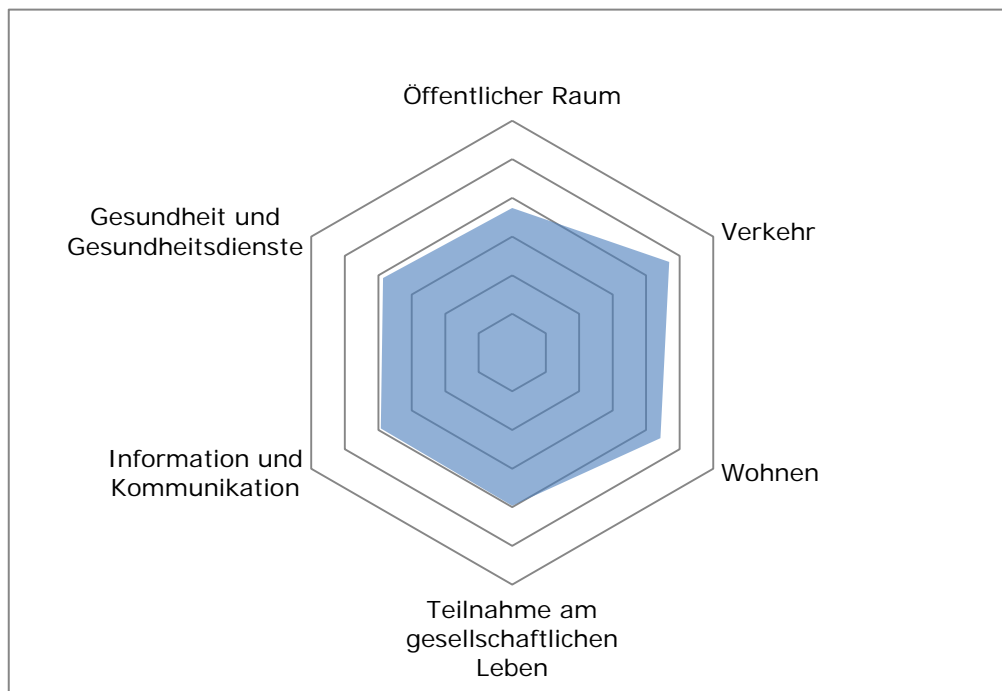 Öffentlicher Raum
Verkehr
Wohnen
Teilnahme am
gesellschaftlichen
Leben
Information und
Kommunikation
Gesundheit und
Gesundheitsdienste